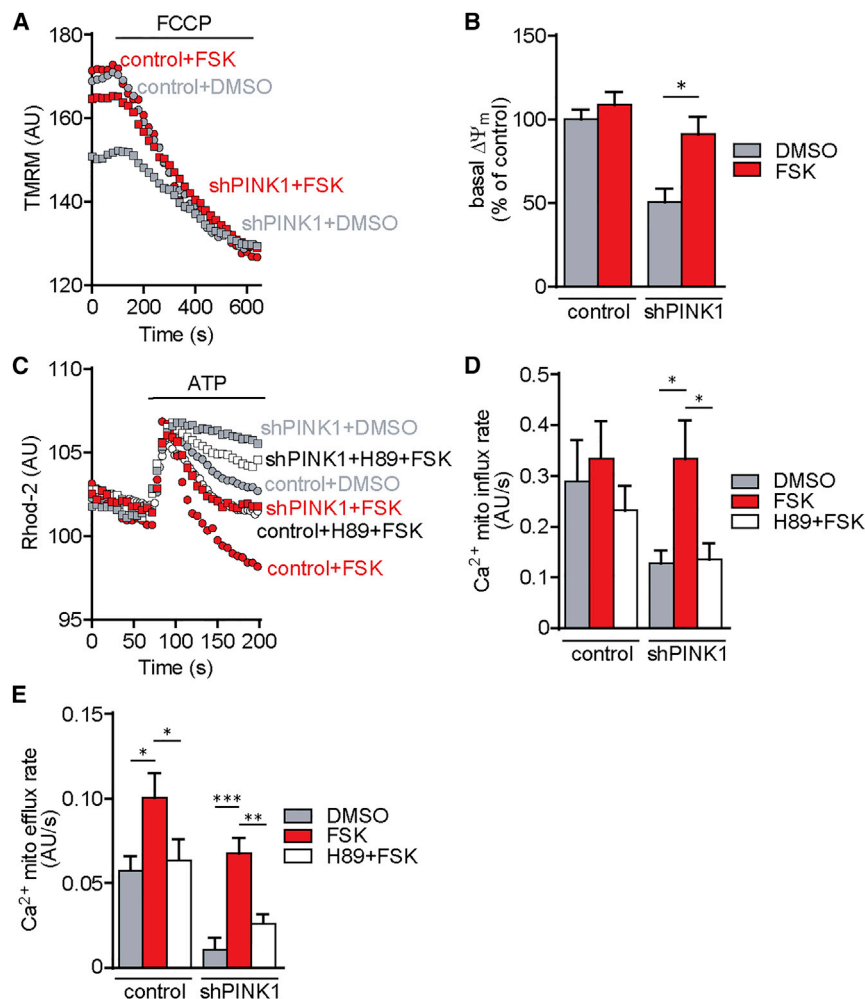 A
FCCP
control+FSK
control+DMSO
shPINK1+FSK
shPINK1+DMSO
TMRM (AU)
180
160
140
120
0 200 400 600
Time (s)
B
*
basal ΔΨm
(% of control)
150
100
50
0
control shPINK1
DMSO
FSK
C
ATP
shPINK1+DMSO
shPINK1+H89+FSK
control+DMSO
shPINK1+FSK
control+H89+FSK
control+FSK
Rhod-2 (AU)
110
105
100
95
0 50 100 150 200
Time (s)
D
* *
Ca2+ mito influx rate
(AU/s)
0.5
0.4
0.3
0.2
0.1
0
control shPINK1
DMSO
FSK
H89+FSK
E
* *
*** **
Ca2+ mito efflux rate
(AU/s)
0.15
0.10
0.05
0
control shPINK1
DMSO
FSK
H89+FSK